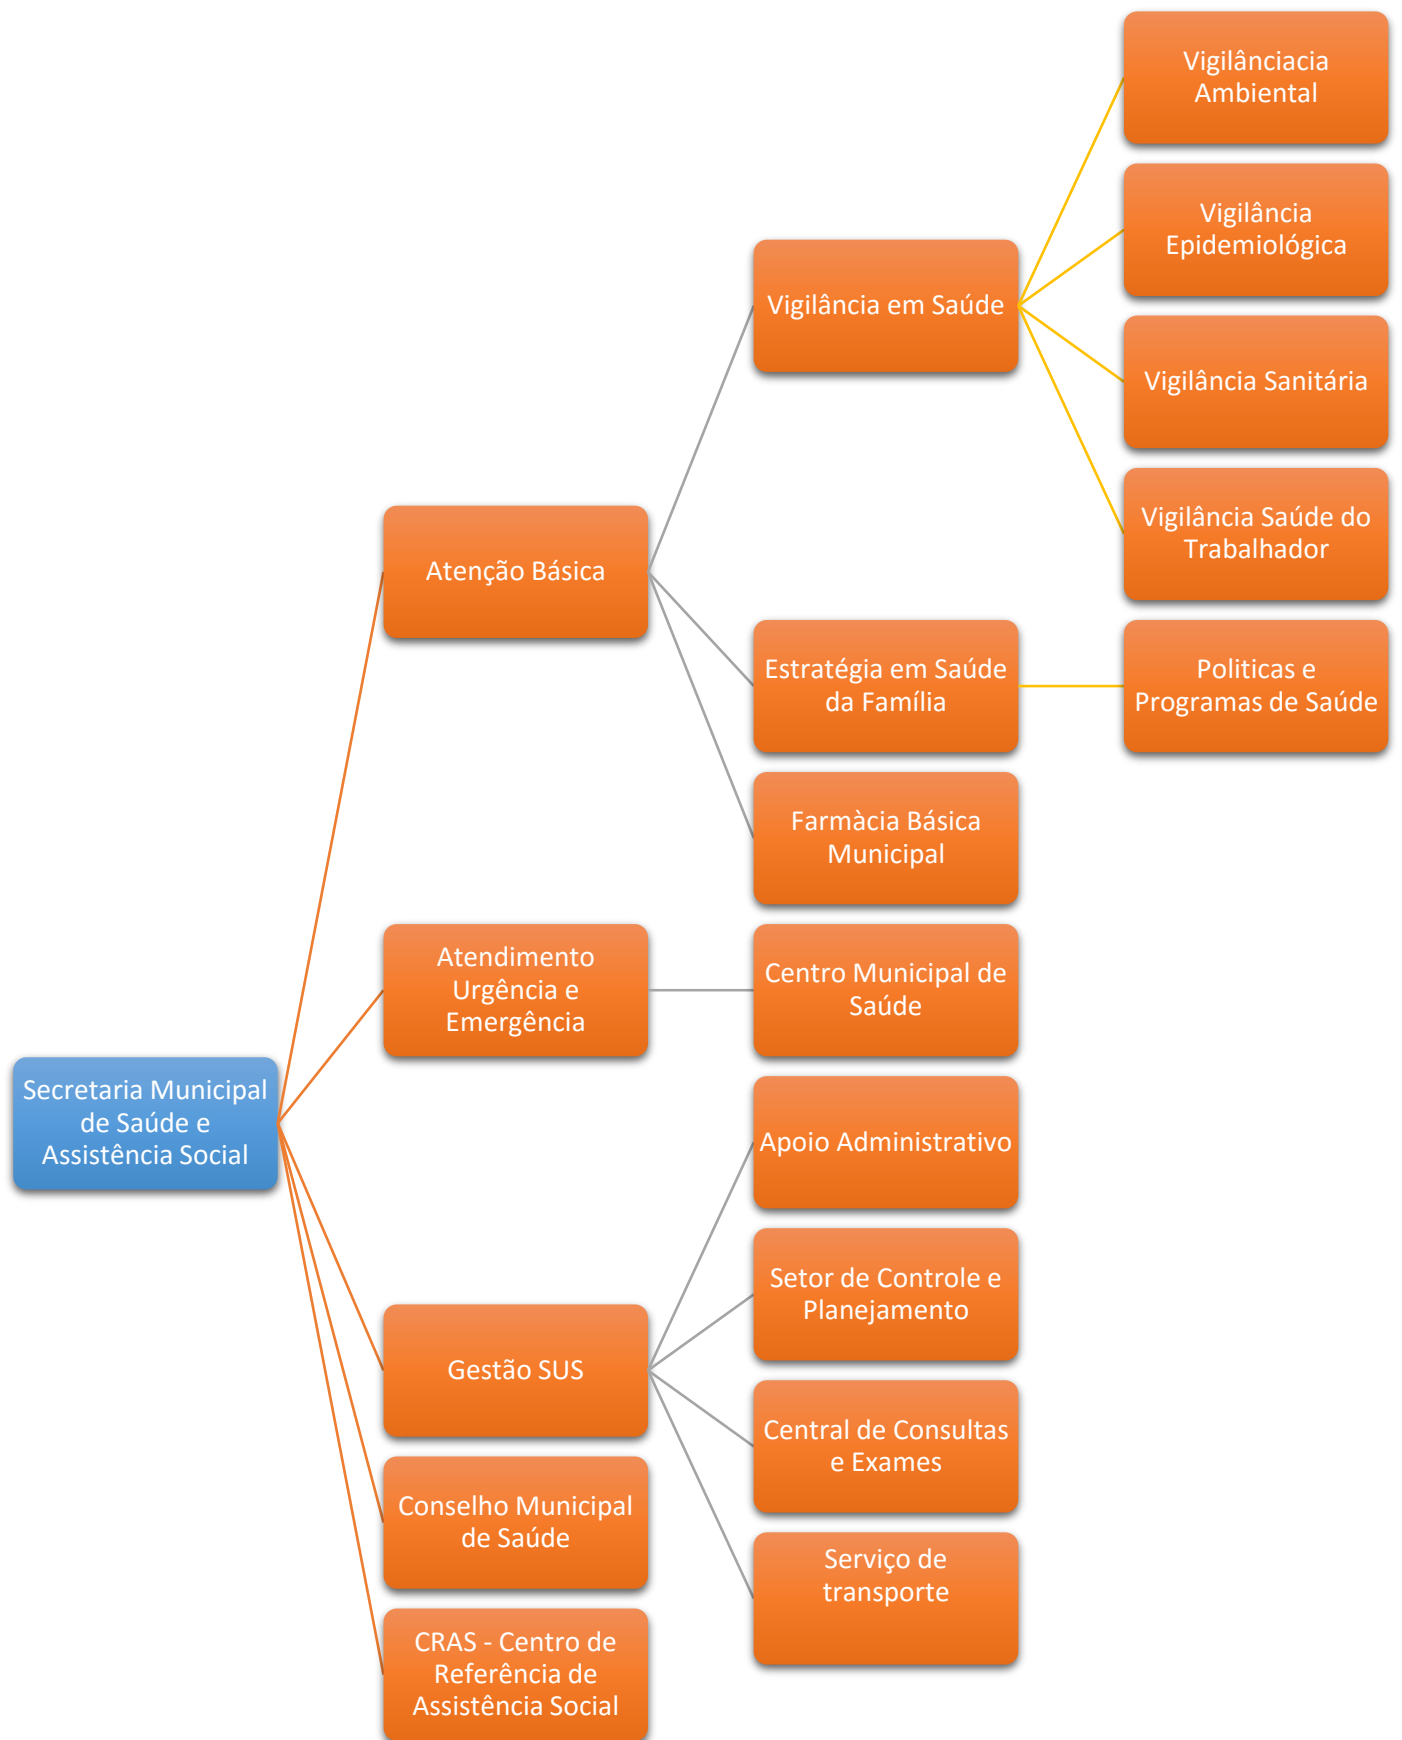 Vigilânciacia
Ambiental
Vigilância
Epidemiológica
Vigilância em Saúde
Vigilância Sanitária
Vigilância Saúde do
Trabalhador
Atenção Básica
Estratégia em Saúde
da Família
Politicas e
Programas de Saúde
Farmàcia Básica
Municipal
Atendimento
Urgência e
Emergência
Centro Municipal de
Saúde
Secretaria Municipal
de Saúde e
Assistência Social
Apoio Administrativo
Setor de Controle e
Planejamento
Gestão SUS
Central de Consultas
e Exames
Conselho Municipal
de Saúde
Serviço de
transporte
CRAS - Centro de
Referência de
Assistência Social